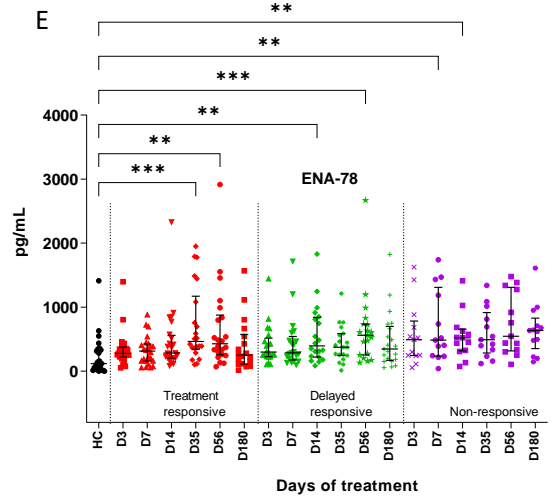 E
**
**
***
**
**
***
ENA-78
pg/mL
4000
3000
2000
1000
0
Treatment responsive
Delayed responsive
Non-responsive
HC D3 D7 D14 D35 D56 D180 D3 D7 D14 D35 D56 D180 D3 D7 D14 D35 D56 D180
Days of treatment